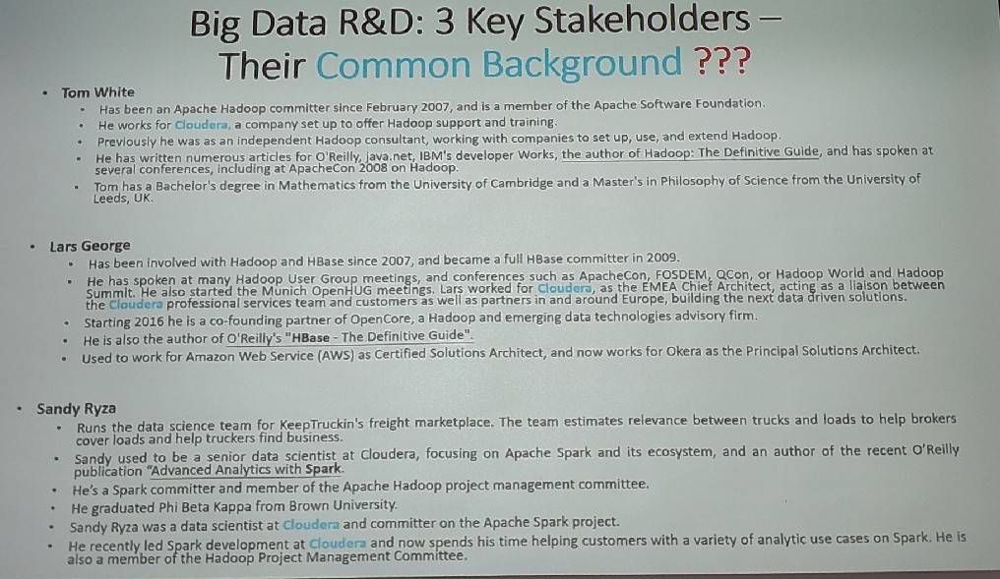 Big Data R&D: 3 Key Stakeholders –
Their Common Background ???
• Tom White
• Has been an Apache Hadoop committer since February 2007, and is a member of the Apache Software Foundation.
• He works for Cloudera, a company set up to offer Hadoop support and training.
• Previously he was as an independent Hadoop consultant, working with companies to set up, use, and extend Hadoop.
• He has written numerous articles for O'Reilly, java.net, IBM's developer Works, the author of Hadoop: The Definitive Guide, and has spoken at
several conferences, including at ApacheCon 2008 on Hadoop.
• Tom has a Bachelor's degree in Mathematics from the University of Cambridge and a Master's in Philosophy of Science from the University of
Leeds, UK.
• Lars George
• Has been involved with Hadoop and HBase since 2007, and became a full HBase committer in 2009.
• He has spoken at many Hadoop User Group meetings, and conferences such as ApacheCon, FOSDEM, QCon, or Hadoop World and Hadoop
Summit. He also started the Munich OpenHUG meetings. Lars worked for Cloudera, as the EMEA Chief Architect, acting as a liaison between
the Cloudera professional services team and customers as well as partners in and around Europe, building the next data driven solutions.
• Starting 2016 he is a co-founding partner of OpenCore, a Hadoop and emerging data technologies advisory firm.
• He is also the author of O'Reilly's "HBase - The Definitive Guide".
• Used to work for Amazon Web Service (AWS) as Certified Solutions Architect, and now works for Okera as the Principal Solutions Architect.
• Sandy Ryza
• Runs the data science team for KeepTruckin's freight marketplace. The team estimates relevance between trucks and loads to help brokers
cover loads and help truckers find business.
• Sandy used to be a senior data scientist at Cloudera, focusing on Apache Spark and its ecosystem, and an author of the recent O'Reilly
publication "Advanced Analytics with Spark.
• He's a Spark committer and member of the Apache Hadoop project management committee.
• He graduated Phi Beta Kappa from Brown University.
• Sandy Ryza was a data scientist at Cloudera and committer on the Apache Spark project.
• He recently led Spark development at Cloudera and now spends his time helping customers with a variety of analytic use cases on Spark. He is
also a member of the Hadoop Project Management Committee.